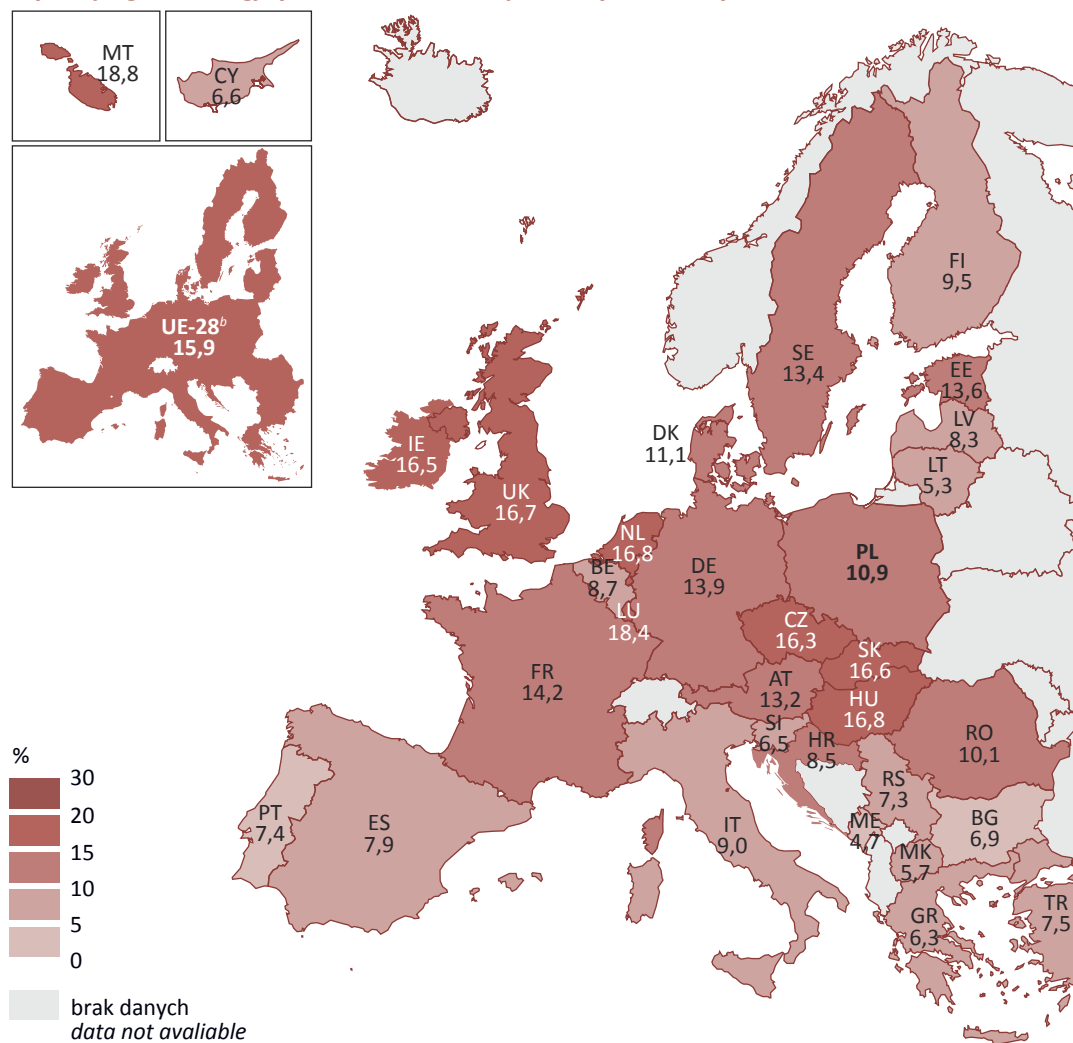 MT
18,8
CY
6,6
UE-28ᵇ
15,9
FI
9,5
SE
13,4
EE
13,6
LV
8,3
LT
5,3
DK
11,1
IE
16,5
UK
16,7
NL
16,8
BE
8,7
LU
18,4
DE
13,9
PL
10,9
CZ
16,3
SK
16,6
AT
13,2
HU
16,8
FR
14,2
SI
6,5
HR
8,5
RO
10,1
RS
7,3
BG
6,9
ME
4,7
MK
5,7
IT
9,0
PT
7,4
ES
7,9
GR
6,3
TR
7,5
%
30
20
15
10
5
0
brak danych
data not avaliable